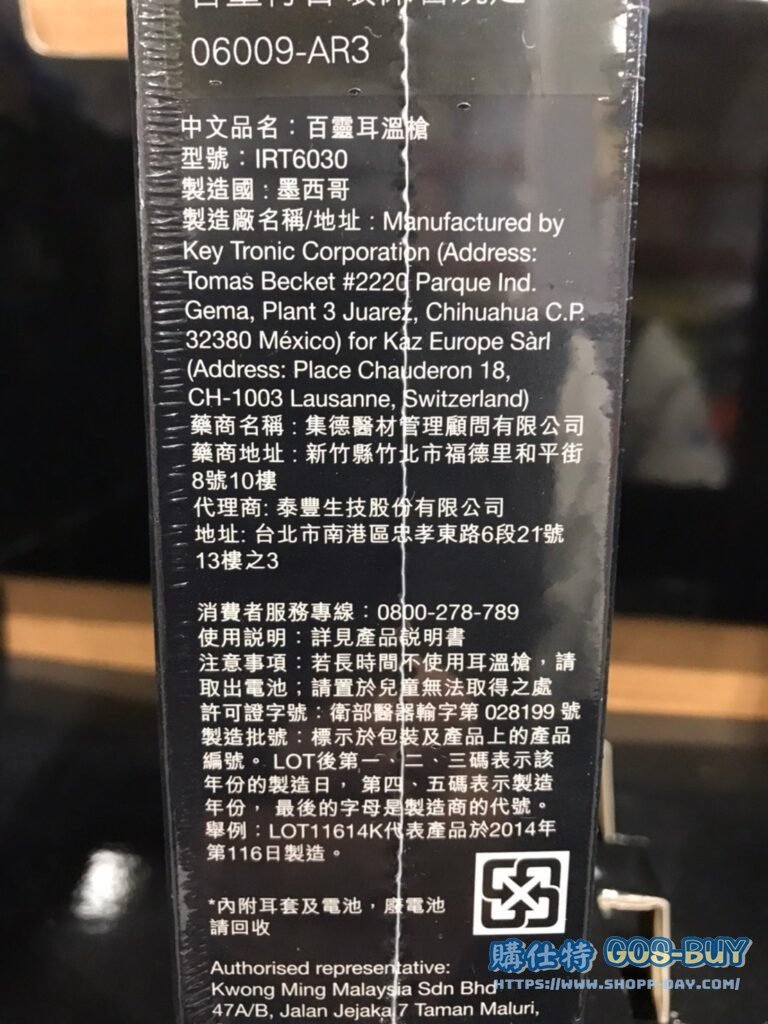 06009-AR3
中文品名：百靈耳溫槍
型號：IRT6030
製造國：墨西哥
製造廠名稱/地址：Manufactured by
Key Tronic Corporation (Address:
Tomas Becket #2220 Parque Ind.
Gema, Plant 3 Juarez, Chihuahua C.P.
32380 México) for Kaz Europe Sàrl
(Address: Place Chauderon 18,
CH-1003 Lausanne, Switzerland)
藥商名稱：集德醫材管理顧問有限公司
藥商地址：新竹縣竹北市福德里和平街
8號10樓
代理商: 泰豐生技股份有限公司
地址: 台北市南港區忠孝東路6段21號
13樓之3
消費者服務專線：0800-278-789
使用說明：詳見產品說明書
注意事項：若長時間不使用耳溫槍，請
取出電池；請置於兒童無法取得之處
許可證字號：衛部醫器輸字第 028199 號
製造批號：標示於包裝及產品上的產品
編號。LOT後第一、二、三碼表示該
年份的製造日， 第四、五碼表示製造
年份， 最後的字母是製造商的代號。
舉例：LOT11614K代表產品於2014年
第116日製造。
*內附耳套及電池，廢電池
請回收
Authorised representative:
Kwong Ming Malaysia Sdn Bhd
47A/B, Jalan Jejaka 7 Taman Maluri,
購仕特 GOS-BUY
HTTPS://WWW.SHOPP-DAY.COM/